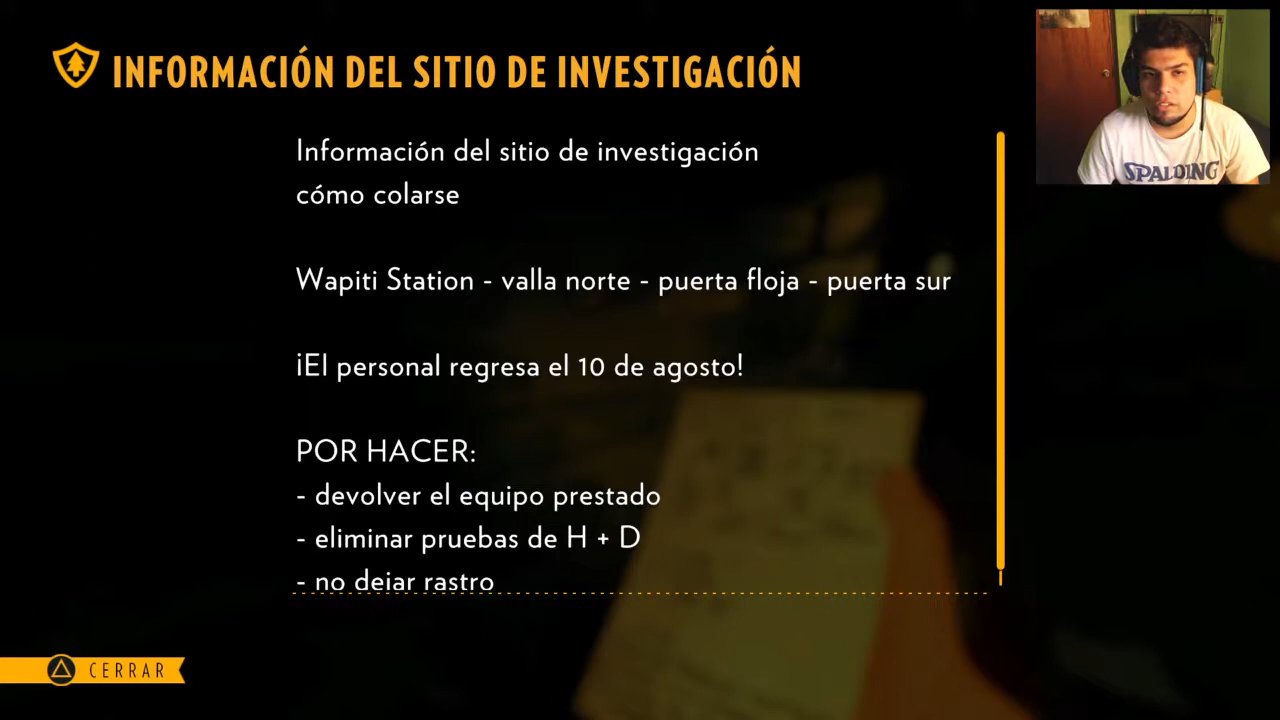 INFORMACIÓN DEL SITIO DE INVESTIGACIÓN
Información del sitio de investigación
cómo colarse
Wapiti Station - valla norte - puerta floja - puerta sur
¡El personal regresa el 10 de agosto!
POR HACER:
- devolver el equipo prestado
- eliminar pruebas de H + D
- no dejar rastro
CERRAR
SPALDING